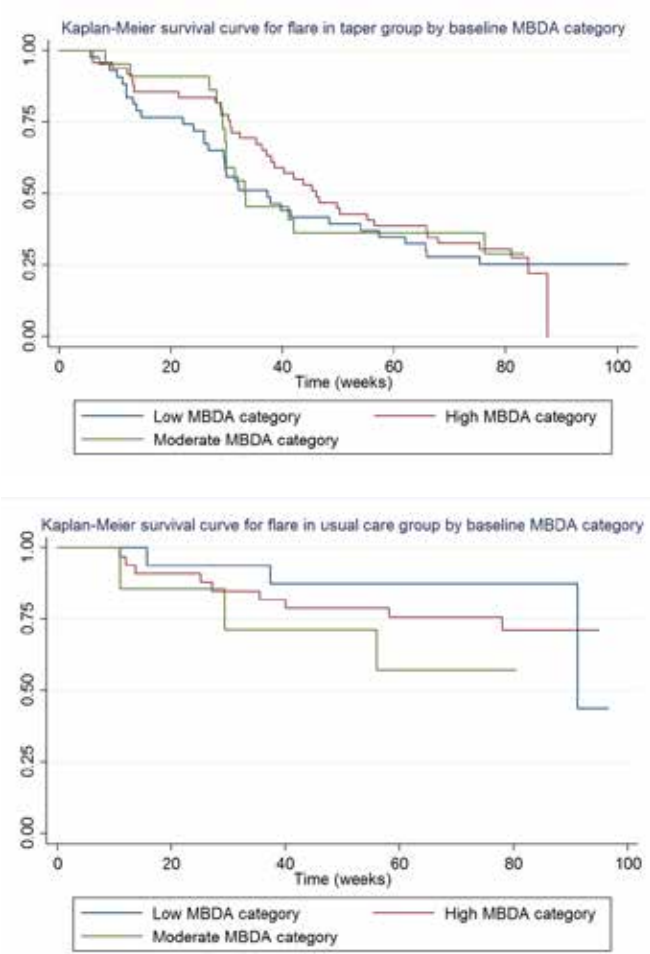 Kaplan-Meier survival curve for flare in taper group by baseline MBDA category
1.00
0.75
0.50
0.25
0.00
0 20 40 60 80 100
Time (weeks)
Low MBDA category High MBDA category
Moderate MBDA category
Kaplan-Meier survival curve for flare in usual care group by baseline MBDA category
1.00
0.75
0.50
0.25
0.00
0 20 40 60 80 100
Time (weeks)
Low MBDA category High MBDA category
Moderate MBDA category